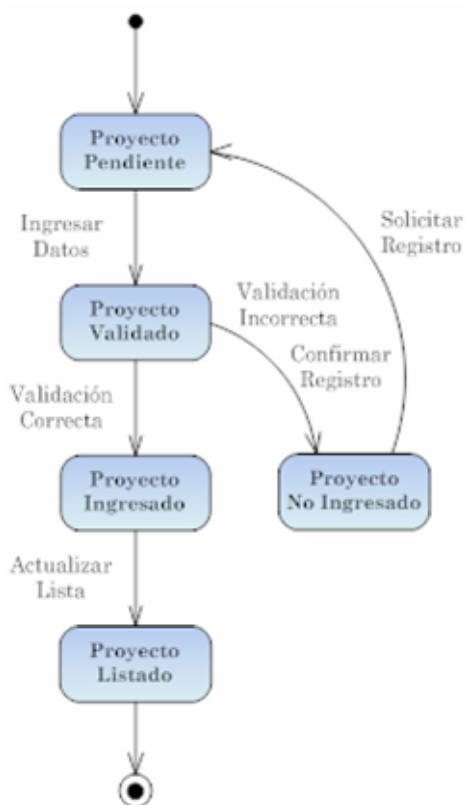 Proyecto
Pendiente
Solicitar
Registro
Ingresar
Datos
Proyecto
Validado
Validación
Incorrecta
Confirmar
Registro
Validación
Correcta
Proyecto
Ingresado
Proyecto
No Ingresado
Actualizar
Lista
Proyecto
Listado